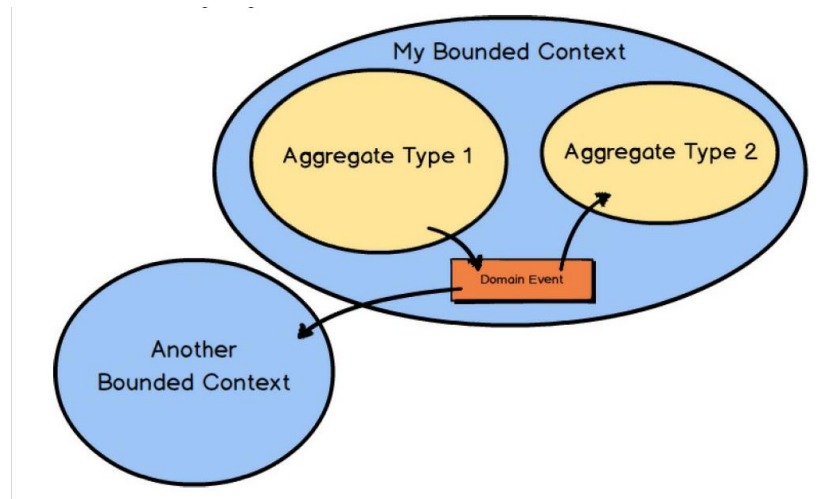 My Bounded Context
Aggregate Type 1
Aggregate Type 2
Domain Event
Another
Bounded Context